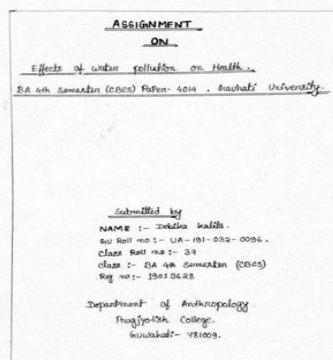 ASSIGNMENT
ON
Effects of water pollution on Health.
BA 4th Semester (CBCS) Paper- 4014 . Gauhati University.
Submitted by
NAME :- Debika Kalita.
GU Roll no :- UA - 191 - 032 - 0096.
Class Roll no :- 37
Class :- BA 4th Semester (CBCS)
Reg no :- 19013628
Department of Anthropology
Pragjyotish College.
Guwahati - 781009.